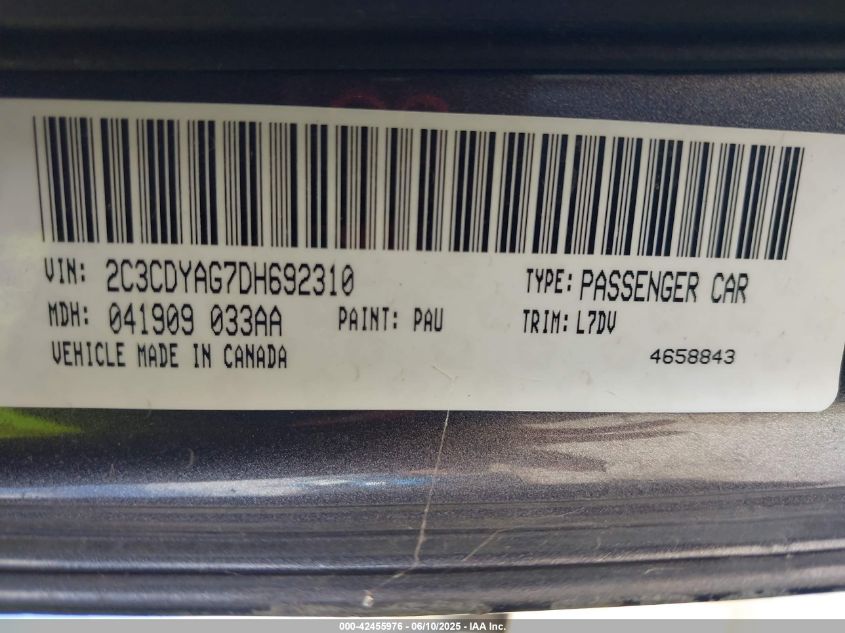 VIN: 2C3CDYAG7DH692310 TYPE: PASSENGER CAR
MDH: 041909 033AA PAINT: PAU TRIM: L7DV
VEHICLE MADE IN CANADA 4658843
000-42455976 - 06/10/2025 - IAA Inc.